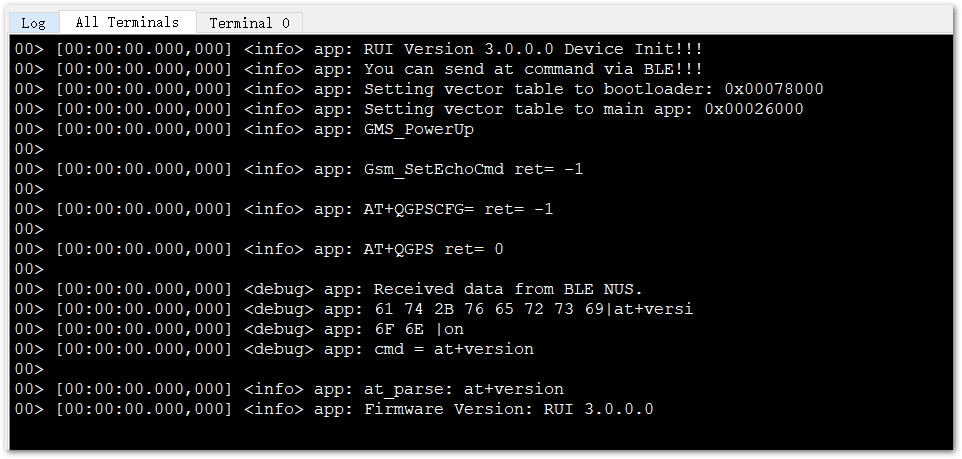 Log All Terminals Terminal 0
00> [00:00:00.000,000] <info> app: RUI Version 3.0.0.0 Device Init!!!
00> [00:00:00.000,000] <info> app: You can send at command via BLE!!!
00> [00:00:00.000,000] <info> app: Setting vector table to bootloader: 0x00078000
00> [00:00:00.000,000] <info> app: Setting vector table to main app: 0x00026000
00> [00:00:00.000,000] <info> app: GMS_PowerUp
00>
00> [00:00:00.000,000] <info> app: Gsm_SetEchoCmd ret= -1
00>
00> [00:00:00.000,000] <info> app: AT+QGPSCFG= ret= -1
00>
00> [00:00:00.000,000] <info> app: AT+QGPS ret= 0
00>
00> [00:00:00.000,000] <debug> app: Received data from BLE NUS.
00> [00:00:00.000,000] <debug> app: 61 74 2B 76 65 72 73 69|at+versi
00> [00:00:00.000,000] <debug> app: 6F 6E |on
00> [00:00:00.000,000] <debug> app: cmd = at+version
00>
00> [00:00:00.000,000] <info> app: at_parse: at+version
00> [00:00:00.000,000] <info> app: Firmware Version: RUI 3.0.0.0